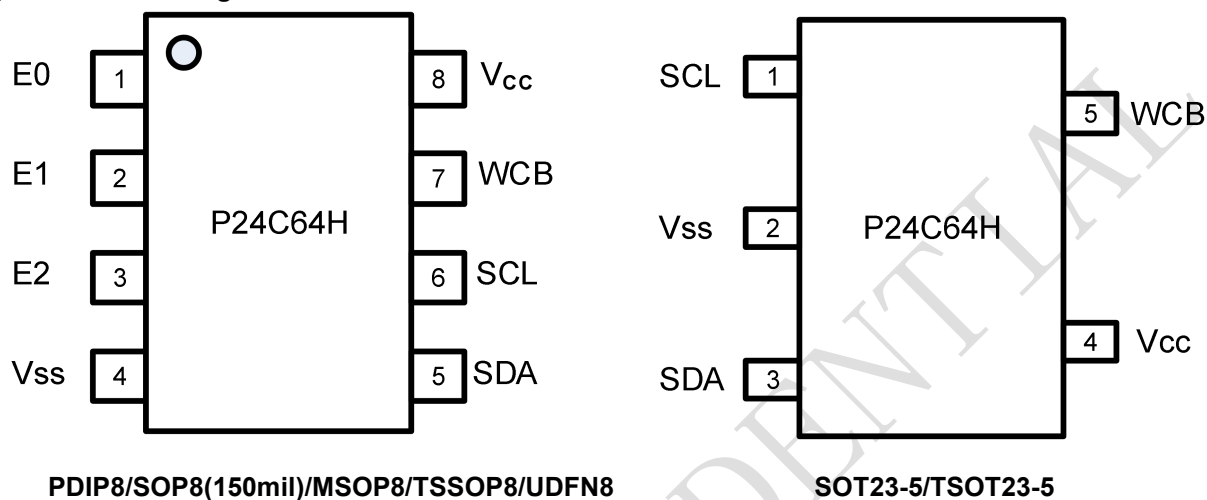 E0 1 8 Vcc
E1 2 7 WCB
P24C64H
E2 3 6 SCL
Vss 4 5 SDA
PDIP8/SOP8(150mil)/MSOP8/TSSOP8/UDFN8
SCL 1
5 WCB
Vss 2 P24C64H
4 Vcc
SDA 3
SOT23-5/TSOT23-5
DENTIAL